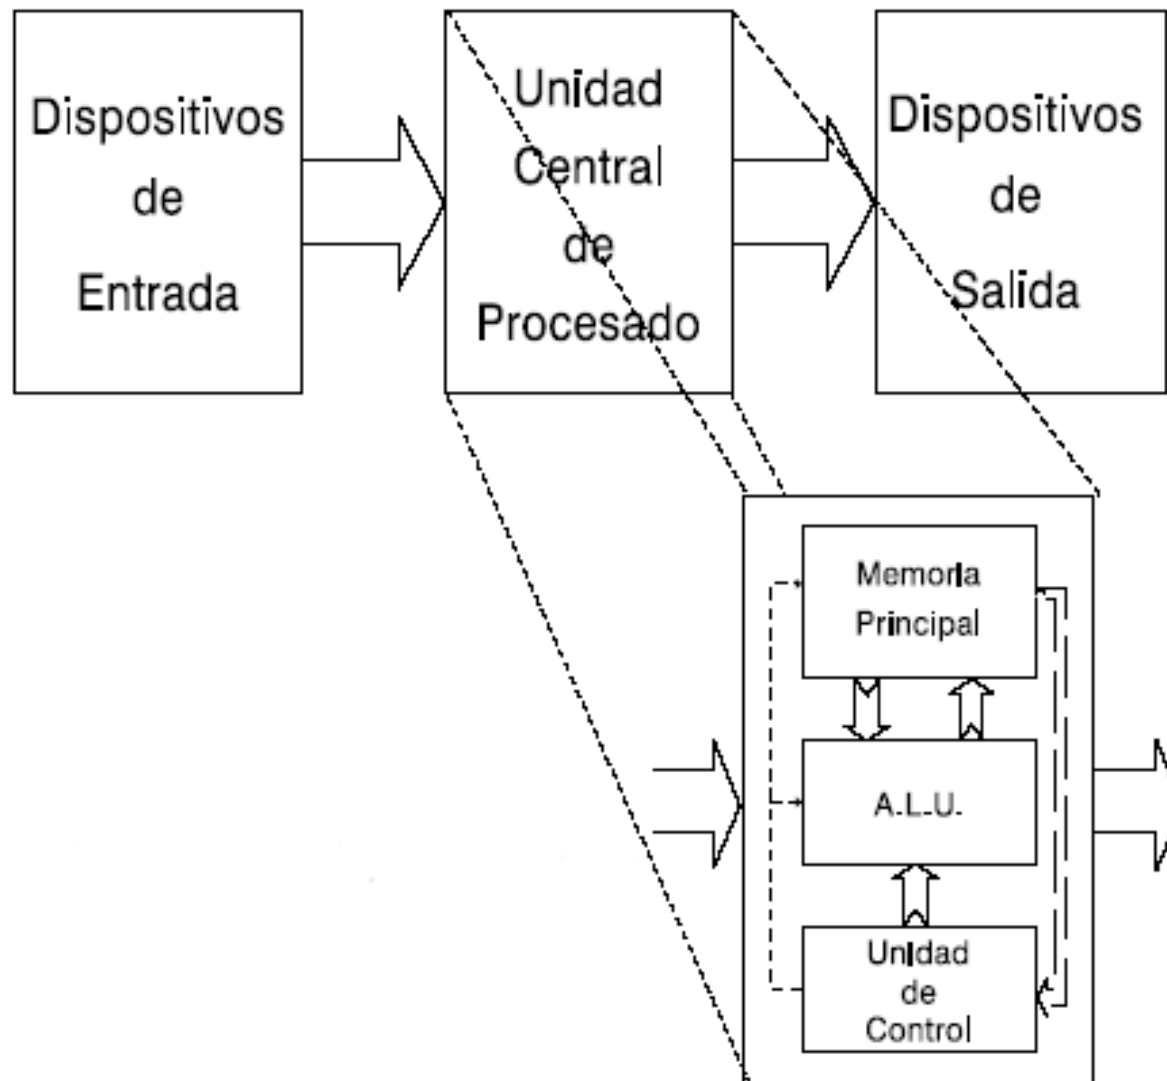 Dispositivos
de
Entrada
Unidad
Central
de
Procesado
Dispositivos
de
Salida
Memoria
Principal
A.L.U.
Unidad
de
Control